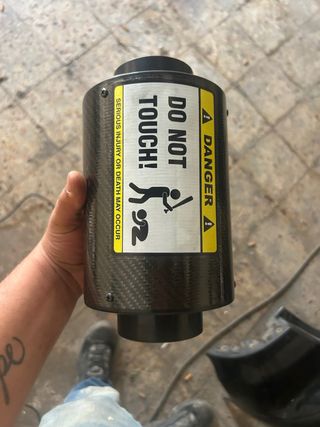 DANGER
DO NOT
TOUCH!
SERIOUS INJURY OR DEATH MAY OCCUR